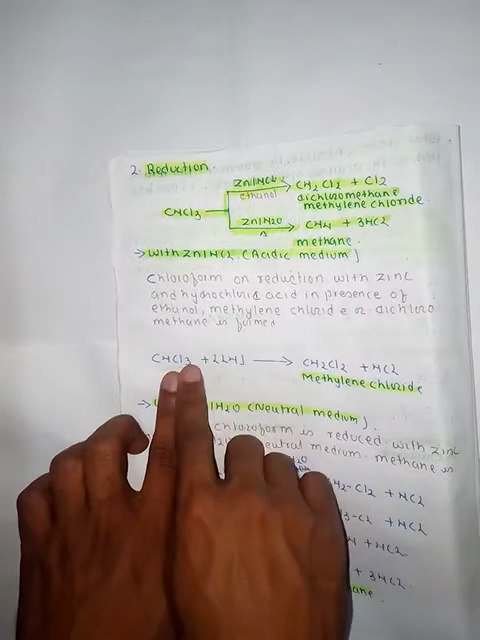 2. Reduction.
Zn/HCl CH2Cl2 + Cl2
ethanol dichloromethane
methylene chloride.
CHCl3
Zn/H2O CH4 + 3HCl
Δ
methane.
→ With Zn/HCl (Acidic medium)
Chloroform on reduction with zinc
and hydrochloric acid in presence of
ethanol, methylene chloride or dichloro
methane is formed
CHCl3 + 2[H] ⟶ CH2Cl2 + HCl
Methylene chloride
→ /H2O (Neutral medium).
chloroform is reduced with zinc
neutral medium. methane is
H2-Cl2 + HCl
3-Cl + HCl
+ HCl
+ 3HCl
ane.